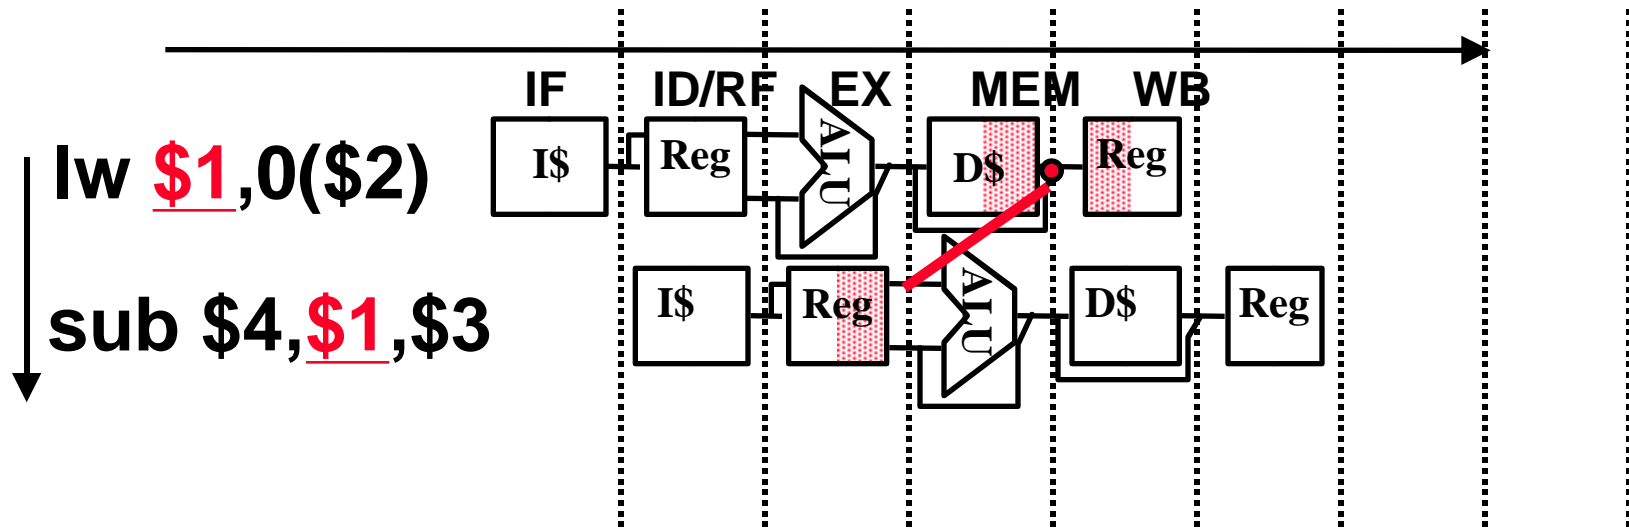 IF ID/RF EX MEM WB
lw $1,0($2) I$ Reg ALU D$ Reg
sub $4,$1,$3 I$ Reg ALU D$ Reg